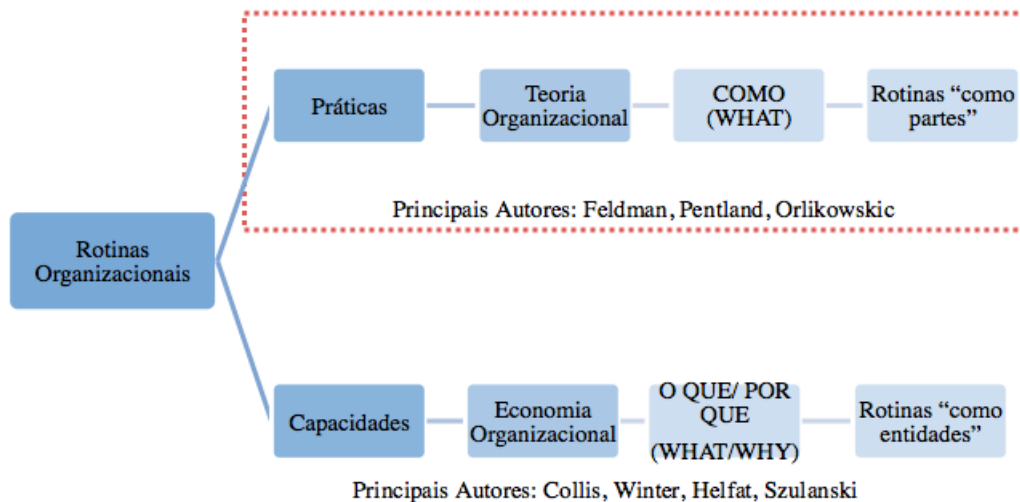 Práticas
Teoria
Organizacional
COMO
(WHAT)
Rotinas “como
partes”
Principais Autores: Feldman, Pentland, Orlikowskic
Rotinas
Organizacionais
Capacidades
Economia
Organizacional
O QUE/ POR
QUE
(WHAT/WHY)
Rotinas “como
entidades”
Principais Autores: Collis, Winter, Helfat, Szulanski